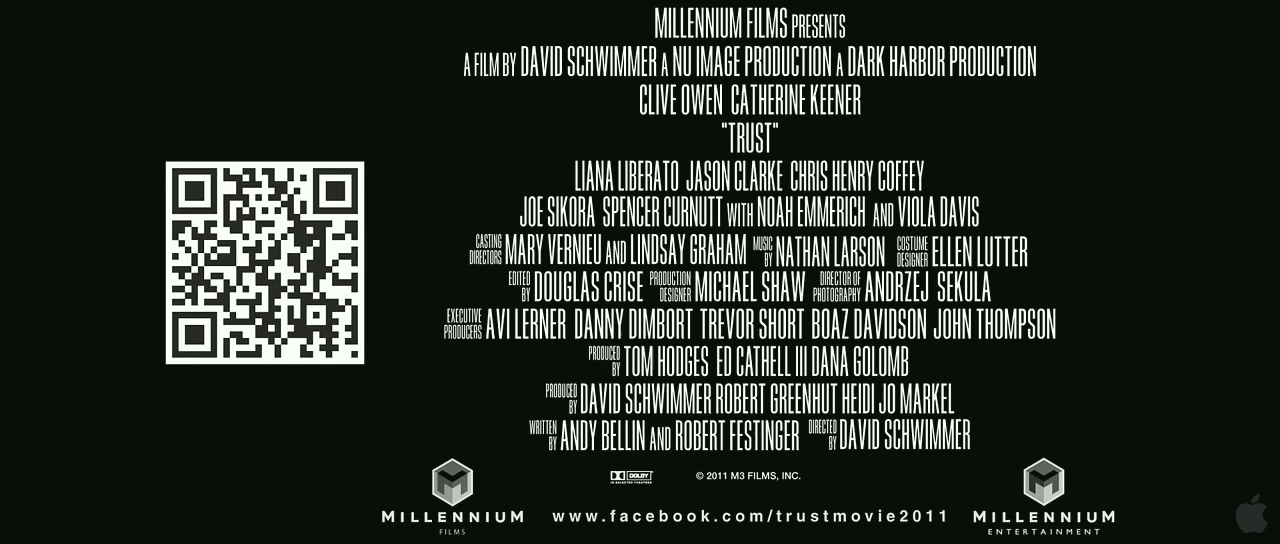 MILLENNIUM FILMS PRESENTS
A FILM BY DAVID SCHWIMMER A NU IMAGE PRODUCTION A DARK HARBOR PRODUCTION
CLIVE OWEN CATHERINE KEENER
"TRUST"
LIANA LIBERATO JASON CLARKE CHRIS HENRY COFFEY
JOE SIKORA SPENCER CURNUTT WITH NOAH EMMERICH AND VIOLA DAVIS
CASTING DIRECTORS MARY VERNIEU AND LINDSAY GRAHAM MUSIC BY NATHAN LARSON COSTUME DESIGNER ELLEN LUTTER
EDITED BY DOUGLAS CRISE PRODUCTION DESIGNER MICHAEL SHAW DIRECTOR OF PHOTOGRAPHY ANDRZEJ SEKULA
EXECUTIVE PRODUCERS AVI LERNER DANNY DIMBORT TREVOR SHORT BOAZ DAVIDSON JOHN THOMPSON
PRODUCED BY TOM HODGES ED CATHELL III DANA GOLOMB
PRODUCED BY DAVID SCHWIMMER ROBERT GREENHUT HEIDI JO MARKEL
WRITTEN BY ANDY BELLIN AND ROBERT FESTINGER DIRECTED BY DAVID SCHWIMMER
DOLBY
IN SELECTED THEATRES
© 2011 M3 FILMS, INC.
MILLENNIUM
FILMS
www.facebook.com/trustmovie2011
MILLENNIUM
ENTERTAINMENT